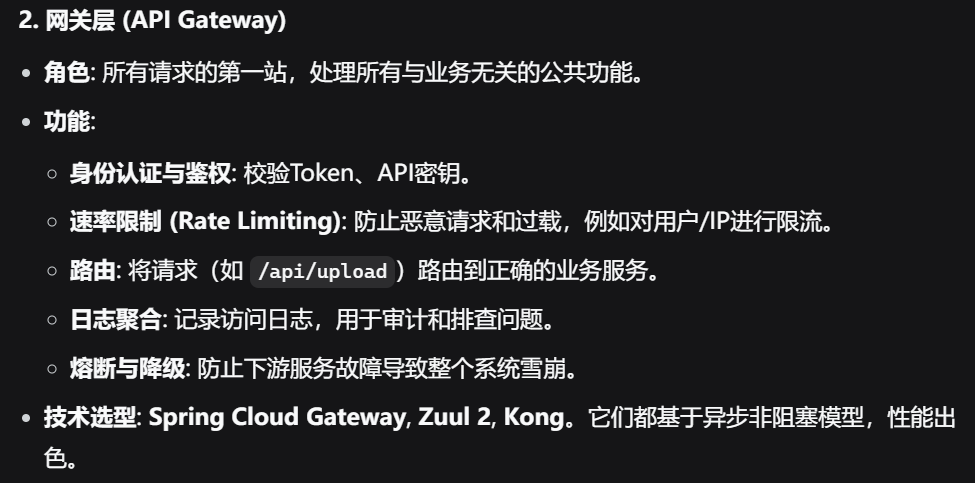 2. 网关层 (API Gateway)
• 角色: 所有请求的第一站，处理所有与业务无关的公共功能。
• 功能:
◦ 身份认证与鉴权: 校验Token、API密钥。
◦ 速率限制 (Rate Limiting): 防止恶意请求和过载，例如对用户/IP进行限流。
◦ 路由: 将请求（如 /api/upload）路由到正确的业务服务。
◦ 日志聚合: 记录访问日志，用于审计和排查问题。
◦ 熔断与降级: 防止下游服务故障导致整个系统雪崩。
• 技术选型: Spring Cloud Gateway, Zuul 2, Kong。它们都基于异步非阻塞模型，性能出
色。